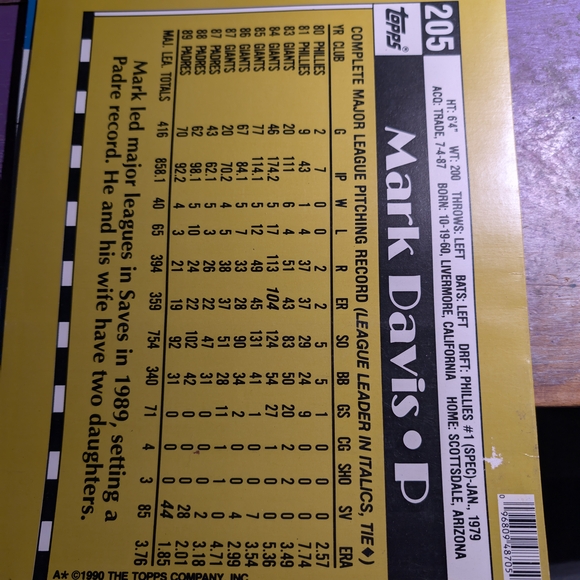 205
Topps®
HT: 6'4" WT: 200 THROWS: LEFT BATS: LEFT DRFT: PHILLIES #1 (SPEC)-JAN., 1979
ACQ: TRADE, 7-4-87 BORN: 10-19-60, LIVERMORE, CALIFORNIA HOME: SCOTTSDALE, ARIZONA
Mark Davis • P
COMPLETE MAJOR LEAGUE PITCHING RECORD (LEAGUE LEADER IN ITALICS, TIE♦)
YR CLUB G IP W L R ER SO BB GS CG SHO SV ERA
80 PHILLIES 2 7 0 0 2 2 5 5 1 0 0 0 2.57
81 PHILLIES 9 43 1 4 37 37 29 24 9 0 0 0 7.74
83 GIANTS 20 111 6 4 51 43 83 50 20 2 2 0 3.49
84 GIANTS 46 174.2 5 17 113 104 124 54 27 1 0 0 5.36
85 GIANTS 77 114.1 5 12 49 45 131 41 1 0 0 7 3.54
86 GIANTS 67 84.1 5 7 33 28 90 34 2 0 0 4 2.99
87 GIANTS 20 70.2 4 5 38 37 51 28 11 1 1 0 4.71
87 PADRES 43 62.1 5 3 26 22 47 31 0 0 0 2 3.18
88 PADRES 62 98.1 5 10 24 22 102 42 0 0 0 28 2.01
89 PADRES 70 92.2 4 3 21 19 92 31 0 0 0 44 1.85
MAJ. LEA. TOTALS 416 858.1 40 65 394 359 754 340 71 4 3 85 3.76
Mark led major leagues in Saves in 1989, setting a
Padre record. He and his wife have two daughters.
A* ©1990 THE TOPPS COMPANY, INC.
0 96809 48705